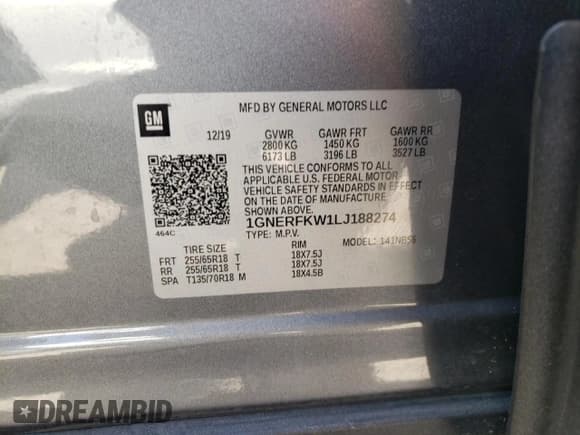 GM
MFD BY GENERAL MOTORS LLC
12/19 GVWR GAWR FRT GAWR RR
2800 KG 1450 KG 1600 KG
6173 LB 3196 LB 3527 LB
THIS VEHICLE CONFORMS TO ALL
APPLICABLE U.S. FEDERAL MOTOR
VEHICLE SAFETY STANDARDS IN EFFECT
ON THE DATE OF MANUFACTURE
SHOWN ABOVE.
1GNERFKW1LJ188274
464C
TYPE: M.P.V. MODEL: 141NB56
TIRE SIZE RIM
FRT 255/65R18 T 18X7.5J
RR 255/65R18 T 18X7.5J
SPA T135/70R18 M 18X4.5B
DREAMBID